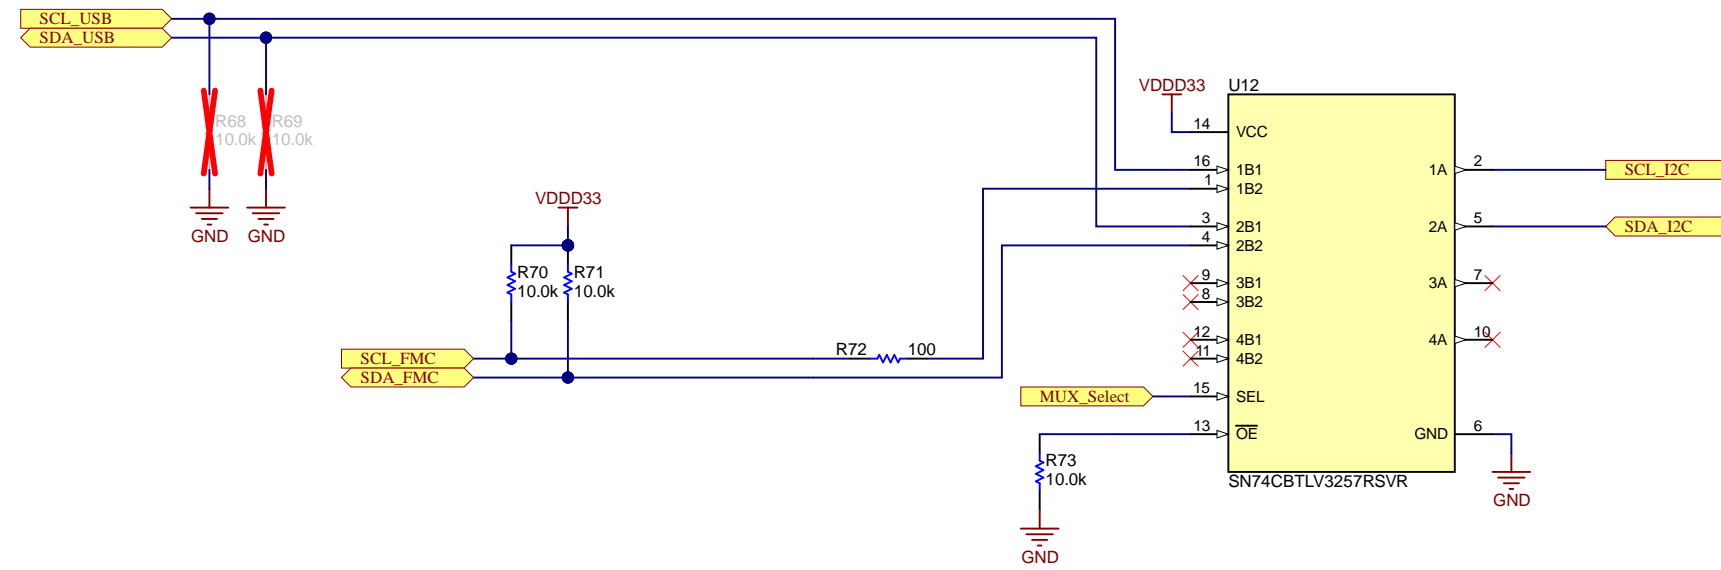 SCL_USB
SDA_USB
R68
10.0k
R69
10.0k
GND
GND
VDDD33
R70
10.0k
R71
10.0k
SCL_FMC
SDA_FMC
R72
100
MUX_Select
R73
10.0k
GND
VDDD33
U12
14
VCC
16
1B1
1
1B2
3
2B1
4
2B2
9
3B1
8
3B2
12
4B1
11
4B2
15
SEL
13
OE
1A
2
2A
5
3A
7
4A
10
GND
6
SN74CBTLV3257RSVR
SCL_I2C
SDA_I2C
GND